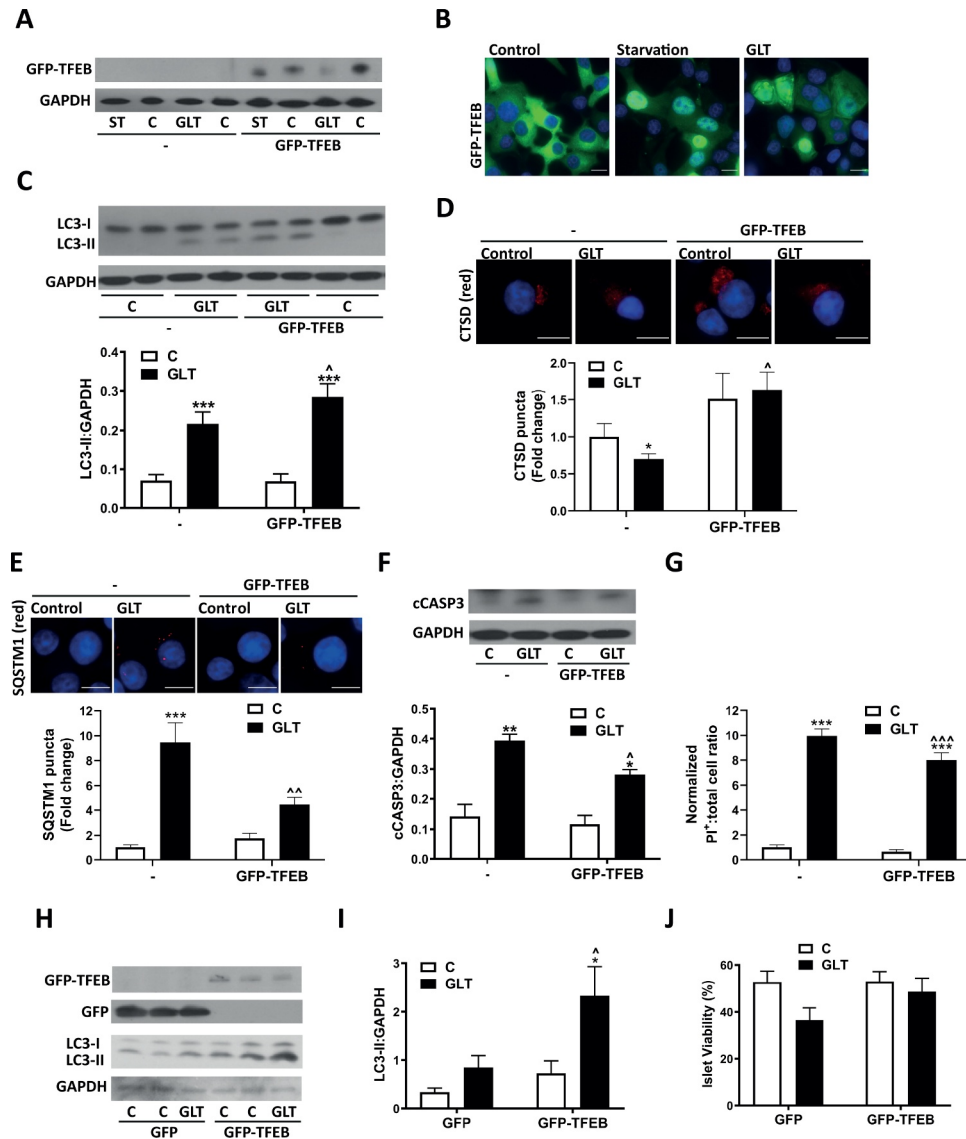 A
GFP-TFEB
GAPDH
ST C GLT C ST C GLT C
- GFP-TFEB
B
Control Starvation GLT
GFP-TFEB
C
LC3-I
LC3-II
GAPDH
C GLT GLT C
- GFP-TFEB
C
GLT
LC3-II:GAPDH
0.4
0.3
0.2
0.1
0.0
***
^
***
- GFP-TFEB
D
- GFP-TFEB
Control GLT Control GLT
CTSD (red)
C
GLT
CTSD puncta
(Fold change)
2.0
1.5
1.0
0.5
0.0
*
^
- GFP-TFEB
E
- GFP-TFEB
Control GLT Control GLT
SQSTM1 (red)
C
GLT
SQSTM1 puncta
(Fold change)
12
10
8
6
4
2
0
***
^^
- GFP-TFEB
F
cCASP3
GAPDH
C GLT C GLT
- GFP-TFEB
C
GLT
cCASP3:GAPDH
0.5
0.4
0.3
0.2
0.1
0.0
**
^
*
- GFP-TFEB
G
C
GLT
Normalized
PI+:total cell ratio
12
10
8
6
4
2
0
***
^^^
***
- GFP-TFEB
H
GFP-TFEB
GFP
LC3-I
LC3-II
GAPDH
C C GLT C C GLT
GFP GFP-TFEB
I
C
GLT
LC3-II:GAPDH
3
2
1
0
^
*
GFP GFP-TFEB
J
C
GLT
Islet Viability (%)
60
40
20
0
GFP GFP-TFEB